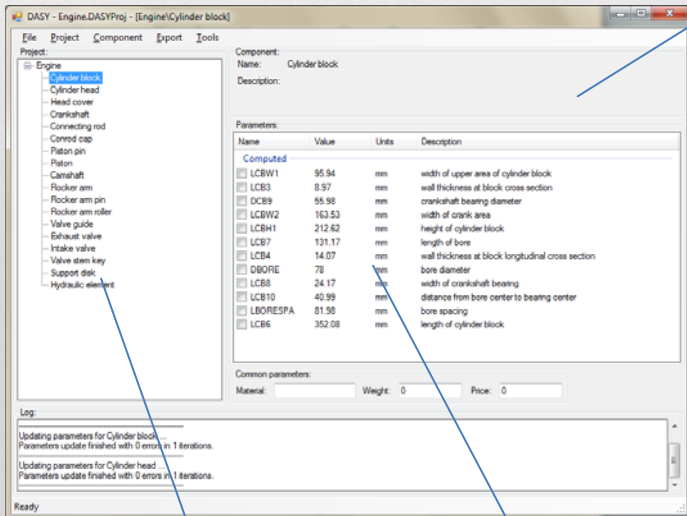 DASY - Engine.DASYProj - [Engine\Cylinder block]
File Project Component Export Tools
Project:
Engine
Cylinder block
Cylinder head
Head cover
Crankshaft
Connecting rod
Conrod cap
Piston pin
Piston
Camshaft
Rocker arm
Rocker arm pin
Rocker arm roller
Valve guide
Exhaust valve
Intake valve
Valve stem key
Support disk
Hydraulic element
Component:
Name: Cylinder block
Description:
Parameters:
Name Value Units Description
Computed
LCBW1 95.94 mm width of upper area of cylinder block
LCB3 8.97 mm wall thickness at block cross section
DCB9 55.98 mm crankshaft bearing diameter
LCBW2 163.53 mm width of crank area
LCBH1 212.62 mm height of cylinder block
LCB7 131.17 mm length of bore
LCB4 14.07 mm wall thickness at block longitudinal cross section
DBORE 78 mm bore diameter
LCB8 24.17 mm width of crankshaft bearing
LCB10 40.99 mm distance from bore center to bearing center
LBORESPA 81.98 mm bore spacing
LCB6 352.08 mm length of cylinder block
Common parameters:
Material: Weight: 0 Price: 0
Log:
Updating parameters for Cylinder block ...
Parameters update finished with 0 errors in 1 iterations.
Updating parameters for Cylinder head ...
Parameters update finished with 0 errors in 1 iterations.
Ready